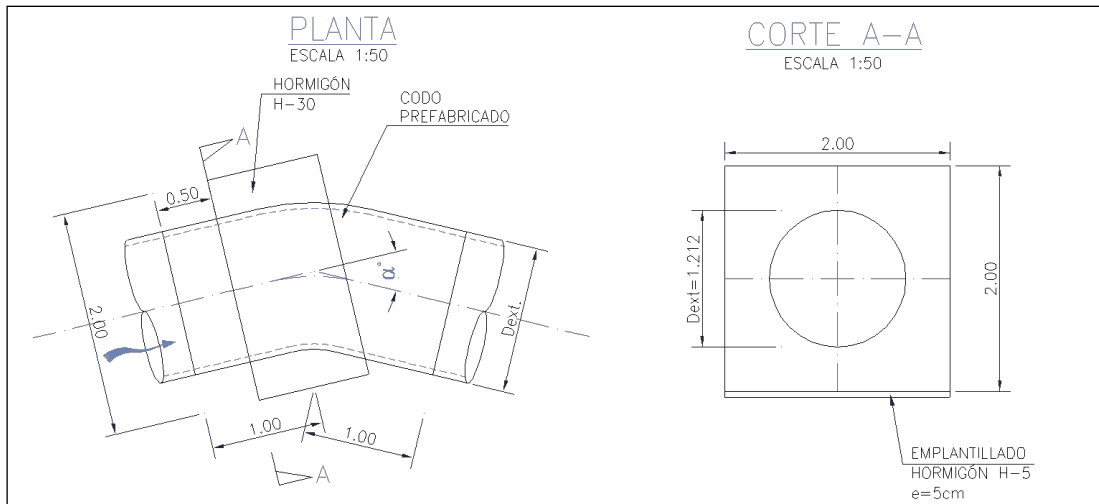 PLANTA
ESCALA 1:50
HORMIGÓN
H-30
CODO
PREFABRICADO
A
0.50
2.00
α°
Dext.
1.00
1.00
A
CORTE A-A
ESCALA 1:50
2.00
Dext=1.212
2.00
EMPLANTILLADO
HORMIGÓN H-5
e=5cm